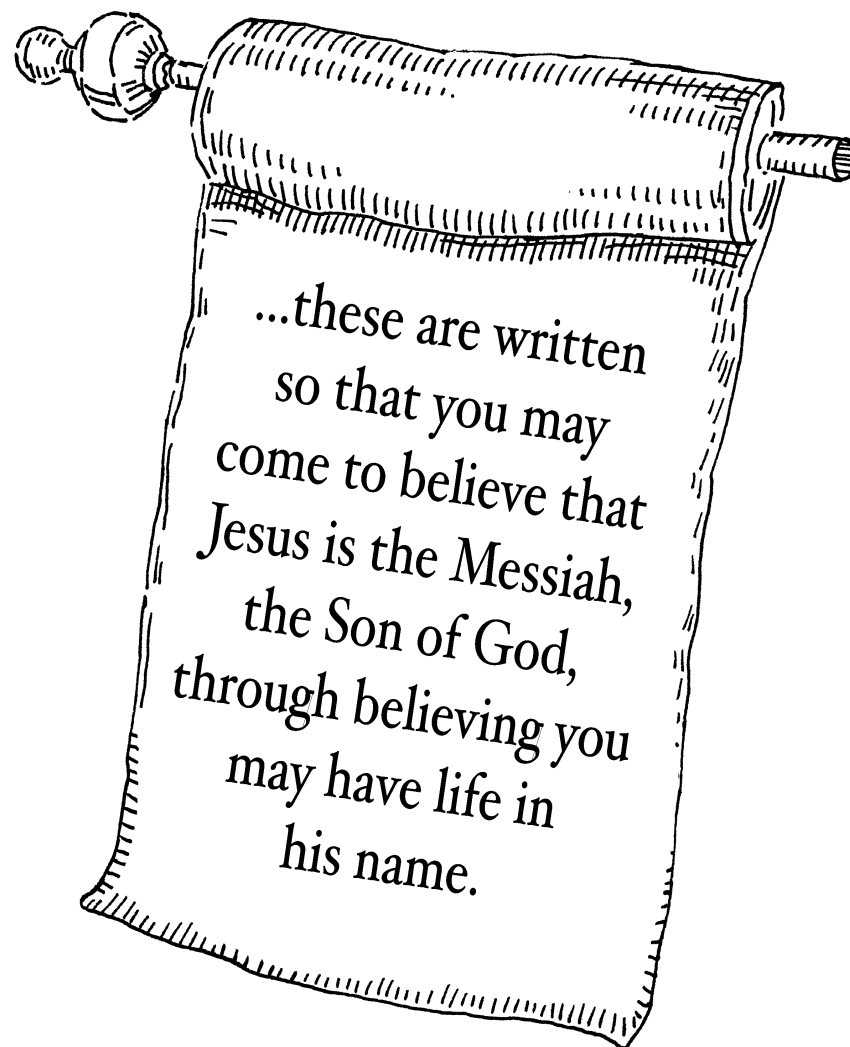 ...these are written
so that you may
come to believe that
Jesus is the Messiah,
the Son of God,
through believing you
may have life in
his name.